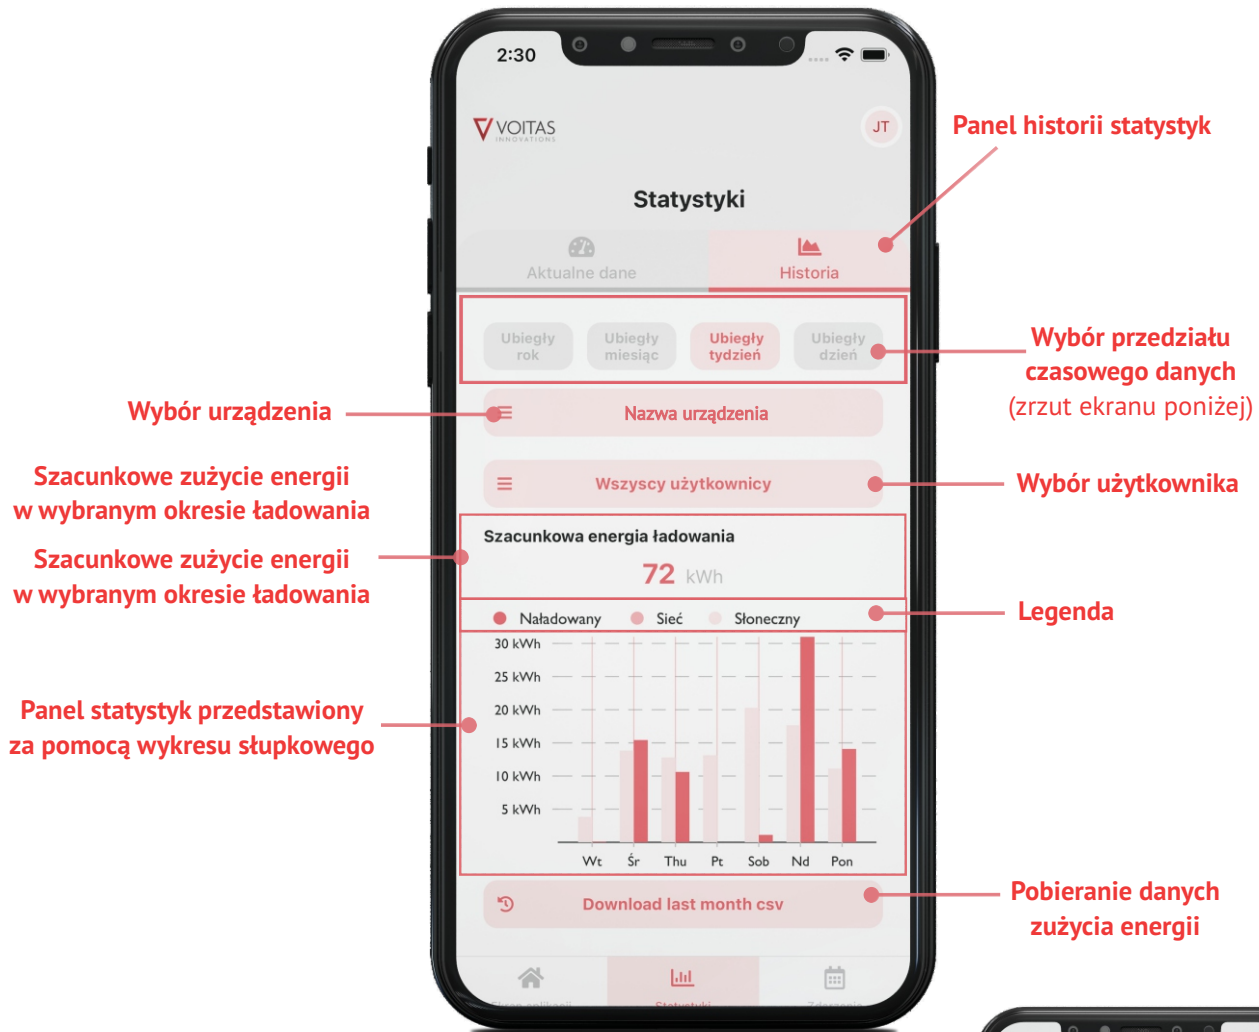 2:30
VOITAS
INNOVATIONS
JT
Panel historii statystyk
Statystyki
Aktualne dane
Historia
Ubiegły
rok
Ubiegły
miesiąc
Ubiegły
tydzień
Ubiegły
dzień
Wybór przedziału
czasowego danych
(zrzut ekranu poniżej)
Wybór urządzenia
Nazwa urządzenia
Szacunkowe zużycie energii
w wybranym okresie ładowania
Wszyscy użytkownicy
Wybór użytkownika
Szacunkowe zużycie energii
w wybranym okresie ładowania
Szacunkowa energia ładowania
72 kWh
Naładowany Sieć Słoneczny
Legenda
30 kWh
25 kWh
20 kWh
15 kWh
10 kWh
5 kWh
Wt Śr Thu Pt Sob Nd Pon
Panel statystyk przedstawiony
za pomocą wykresu słupkowego
Download last month csv
Pobieranie danych
zużycia energii
Ekran aplikacji
Statystyki
Zdarzenia